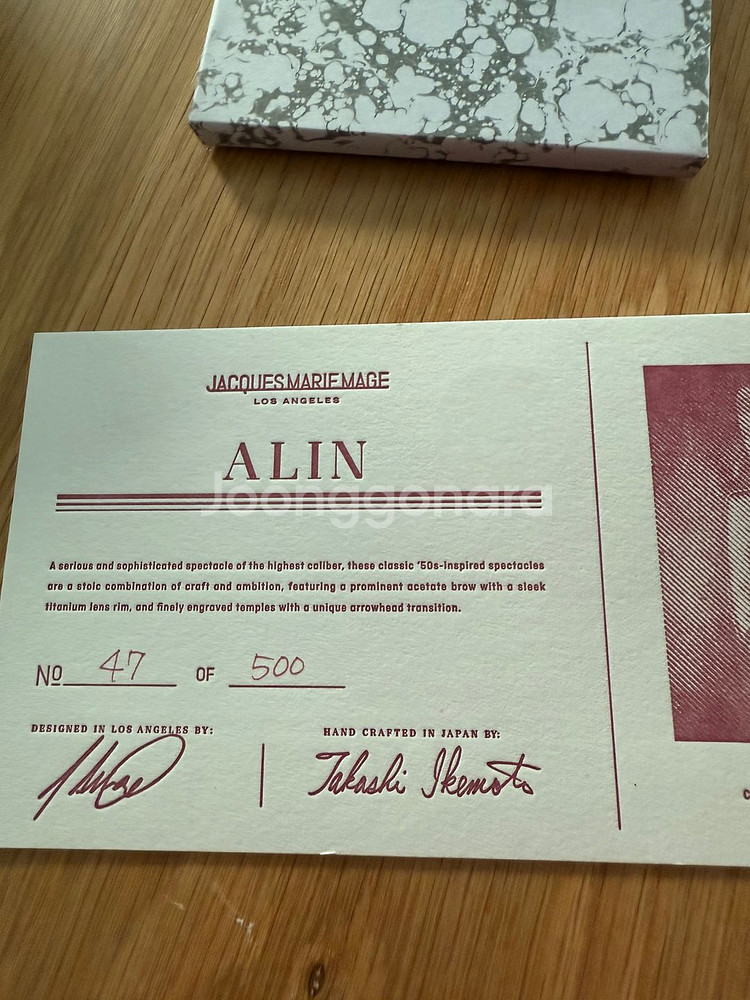 JACQUESMARIEMAGE
LOS ANGELES
ALIN
Joonggonara
A serious and sophisticated spectacle of the highest caliber, these classic '50s-inspired spectacles
are a stoic combination of craft and ambition, featuring a prominent acetate brow with a sleek
titanium lens rim, and finely engraved temples with a unique arrowhead transition.
Nº 47 OF 500
DESIGNED IN LOS ANGELES BY: HAND CRAFTED IN JAPAN BY:
Takashi Ikemoto